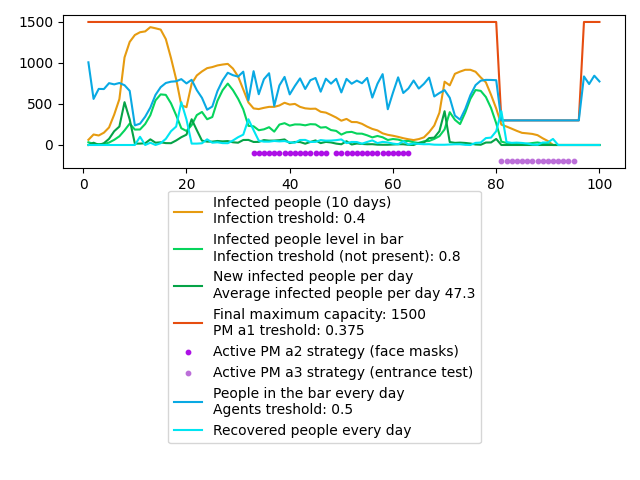 1500
1000
500
0
0 20 40 60 80 100
Infected people (10 days)
Infection treshold: 0.4
Infected people level in bar
Infection treshold (not present): 0.8
New infected people per day
Average infected people per day 47.3
Final maximum capacity: 1500
PM a1 treshold: 0.375
Active PM a2 strategy (face masks)
Active PM a3 strategy (entrance test)
People in the bar every day
Agents treshold: 0.5
Recovered people every day